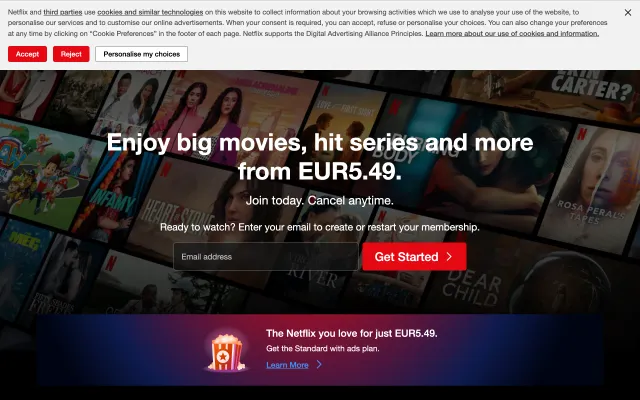 Netflix and third parties use cookies and similar technologies on this website to collect information about your browsing activities which we use to analyse your use of the website, to
personalise our services and to customise our online advertisements. When your consent is required, you can accept, refuse or personalise your choices. You can also change your preferences
at any time by clicking on “Cookie Preferences” in the footer of each page. Netflix supports the Digital Advertising Alliance Principles. Learn more about our use of cookies and information.
Accept
Reject
Personalise my choices
CARTER?
LOVE AT FIRST SIGHT
BURNING
BODY
Enjoy big movies, hit series and more
from EUR5.49.
INFAMY
HEART OF STONE
ROSA PERAL'S
TAPES
Join today. Cancel anytime.
Ready to watch? Enter your email to create or restart your membership.
Email address
Get Started
RIVER
DEAR
CHILD
The Netflix you love for just EUR5.49.
Get the Standard with ads plan.
Learn More